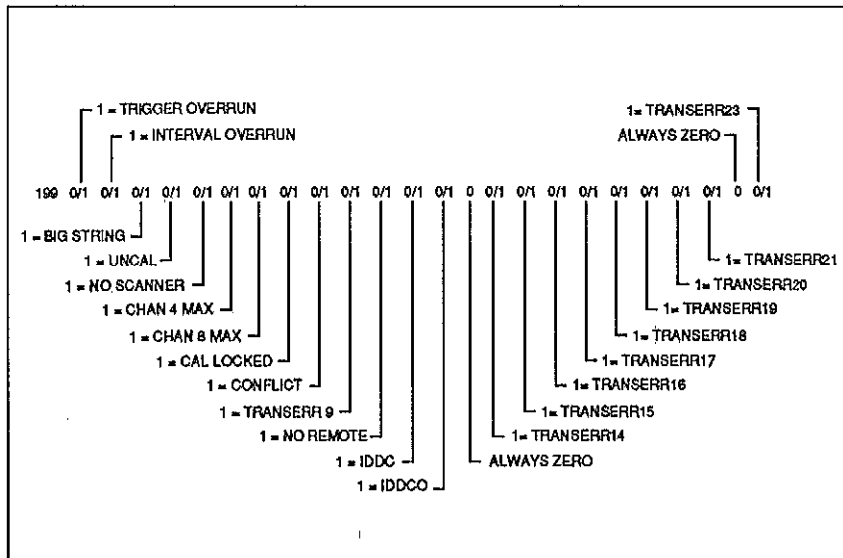 1 = TRIGGER OVERRUN
1= TRANSERR23
1 = INTERVAL OVERRUN
ALWAYS ZERO
199 0/1 0/1 0/1 0/1 0/1 0/1 0/1 0/1 0/1 0/1 0/1 0/1 0/1 0 0/1 0/1 0/1 0/1 0/1 0/1 0/1 0/1 0 0/1
1 = BIG STRING
1 = UNCAL
1= TRANSERR21
1 = NO SCANNER
1= TRANSERR20
1 = CHAN 4 MAX
1= TRANSERR19
1 = CHAN 8 MAX
1= TRANSERR18
1 = CAL LOCKED
1= TRANSERR17
1 = CONFLICT
1= TRANSERR16
1 = TRANSERR 9
1= TRANSERR15
1 = NO REMOTE
1= TRANSERR14
1 = IDDC
ALWAYS ZERO
1 = IDDCO